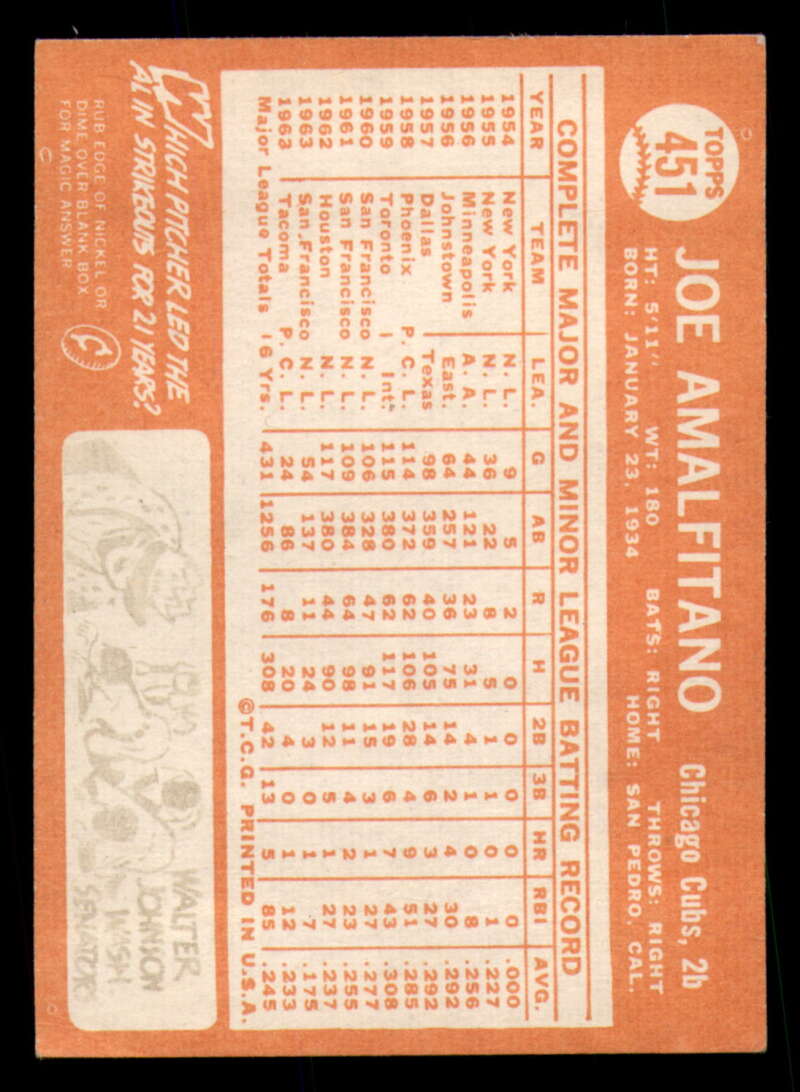 TOPPS
451
JOE AMALFITANO Chicago Cubs, 2b
HT: 5'11" WT: 180 BATS: RIGHT THROWS: RIGHT
BORN: JANUARY 23, 1934 HOME: SAN PEDRO, CAL.
COMPLETE MAJOR AND MINOR LEAGUE BATTING RECORD
YEAR TEAM LEA. G AB R H 2B 3B HR RBI AVG.
1954 New York N. L. 9 5 2 0 0 0 0 0 .000
1955 New York N. L. 36 22 8 5 1 1 0 1 .227
1956 Minneapolis A. A. 44 121 23 31 4 1 0 8 .256
1956 Johnstown East. 64 257 36 75 14 2 4 30 .292
1957 Dallas Texas 98 359 40 105 14 6 3 27 .292
1958 Phoenix P. C. L. 114 372 62 106 28 4 9 51 .285
1959 Toronto Int. 115 380 62 117 19 6 7 43 .308
1960 San Francisco N. L. 106 328 47 91 15 3 1 27 .277
1961 San Francisco N. L. 109 384 64 98 11 4 2 23 .255
1962 Houston N. L. 117 380 44 90 12 5 1 27 .237
1963 San Francisco N. L. 54 137 11 24 3 0 1 7 .175
1963 Tacoma P. C. L. 24 86 8 20 4 0 1 12 .233
Major League Totals 6 Yrs. 431 1256 176 308 42 13 5 85 .245
©T.C.G. PRINTED IN U.S.A.
WHICH PITCHER LED THE
AL IN STRIKEOUTS FOR 21 YEARS?
RUB EDGE OF NICKEL OR
DIME OVER BLANK BOX
FOR MAGIC ANSWER
WALTER
JOHNSON
WASH
SENATORS